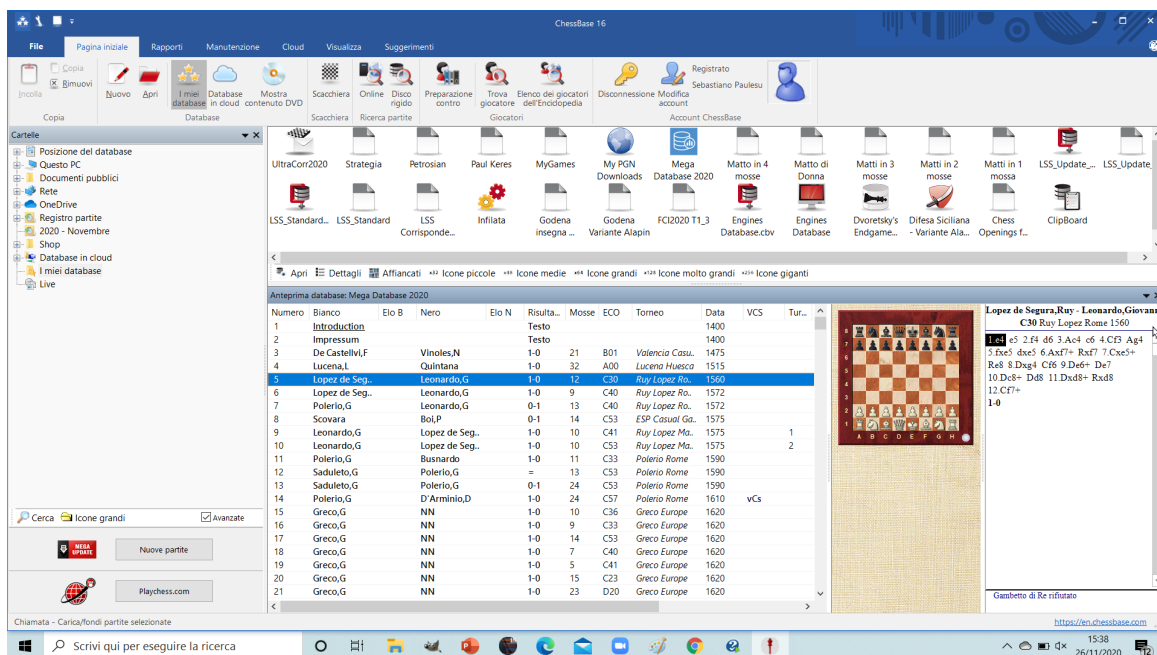 ChessBase 16
File Pagina iniziale Rapporti Manutenzione Cloud Visualizza Suggerimenti
Incolla
Copia
Rimuovi
Nuovo
Apri
I miei database
Database in cloud
Mostra contenuto DVD
Scacchiera
Online
Disco rigido
Preparazione contro
Trova giocatore
Elenco dei giocatori dell'Enciclopedia
Disconnessione
Modifica account
Registrato
Sebastiano Paulesu
Copia Database Scacchiera Ricerca partite Giocatori Account ChessBase
Cartelle
Posizione del database
Questo PC
Documenti pubblici
Rete
OneDrive
Registro partite
2020 - Novembre
Shop
Database in cloud
I miei database
Live
Cerca Icone grandi Avanzate
MEGA UPDATE
Nuove partite
Playchess.com
UltraCorr2020
Strategia
Petrosian
Paul Keres
MyGames
My PGN Downloads
Mega Database 2020
Matto in 4 mosse
Matto di Donna
Matti in 3 mosse
Matti in 2 mosse
Matti in 1 mossa
LSS_Update_...
LSS_Update_
LSS_Standard...
LSS_Standard
LSS Corrisponde...
Infilata
Godena insegna ...
Godena Variante Alapin
FCI2020 T1_3
Engines Database.cbv
Engines Database
Dvoretsky's Endgame...
Difesa Siciliana - Variante Ala...
Chess Openings f...
ClipBoard
Apri Dettagli Affiancati x32 Icone piccole x48 Icone medie x64 Icone grandi x128 Icone molto grandi x256 Icone giganti
Anteprima database: Mega Database 2020
Numero Bianco Elo B Nero Elo N Risulta... Mosse ECO Torneo Data VCS Tur...
1 Introduction Testo 1400
2 Impressum Testo 1400
3 De Castellvi,F Vinoles,N 1-0 21 B01 Valencia Casu.. 1475
4 Lucena,L Quintana 1-0 32 A00 Lucena Huesca 1515
5 Lopez de Seg.. Leonardo,G 1-0 12 C30 Ruy Lopez Ro.. 1560
6 Lopez de Seg.. Leonardo,G 1-0 9 C40 Ruy Lopez Ro.. 1572
7 Polerio,G Leonardo,G 0-1 13 C40 Ruy Lopez Ro.. 1572
8 Scovara Boi,P 0-1 14 C53 ESP Casual Ga.. 1575
9 Leonardo,G Lopez de Seg.. 1-0 10 C41 Ruy Lopez Ma.. 1575 1
10 Leonardo,G Lopez de Seg.. 1-0 10 C53 Ruy Lopez Ma.. 1575 2
11 Polerio,G Busnardo 1-0 11 C33 Polerio Rome 1590
12 Saduleto,G Polerio,G = 13 C53 Polerio Rome 1590
13 Saduleto,G Polerio,G 0-1 24 C53 Polerio Rome 1590
14 Polerio,G D'Arminio,D 1-0 24 C57 Polerio Rome 1610 vCs
15 Greco,G NN 1-0 10 C36 Greco Europe 1620
16 Greco,G NN 1-0 9 C33 Greco Europe 1620
17 Greco,G NN 1-0 14 C53 Greco Europe 1620
18 Greco,G NN 1-0 7 C40 Greco Europe 1620
19 Greco,G NN 1-0 5 C41 Greco Europe 1620
20 Greco,G NN 1-0 15 C23 Greco Europe 1620
21 Greco,G NN 1-0 23 D20 Greco Europe 1620
8
7
6
5
4
3
2
1
A B C D E F G H
Lopez de Segura,Ruy - Leonardo,Giovann
C30 Ruy Lopez Rome 1560
1.e4 e5 2.f4 d6 3.Ac4 c6 4.Cf3 Ag4
5.fxe5 dxe5 6.Axf7+ Rxf7 7.Cxe5+
Re8 8.Dxg4 Cf6 9.De6+ De7
10.Dc8+ Dd8 11.Dxd8+ Rxd8
12.Cf7+
1-0
Gambetto di Re rifiutato
Chiamata - Carica/fondi partite selezionate
https://en.chessbase.com
Scrivi qui per eseguire la ricerca
15:38
26/11/2020
12